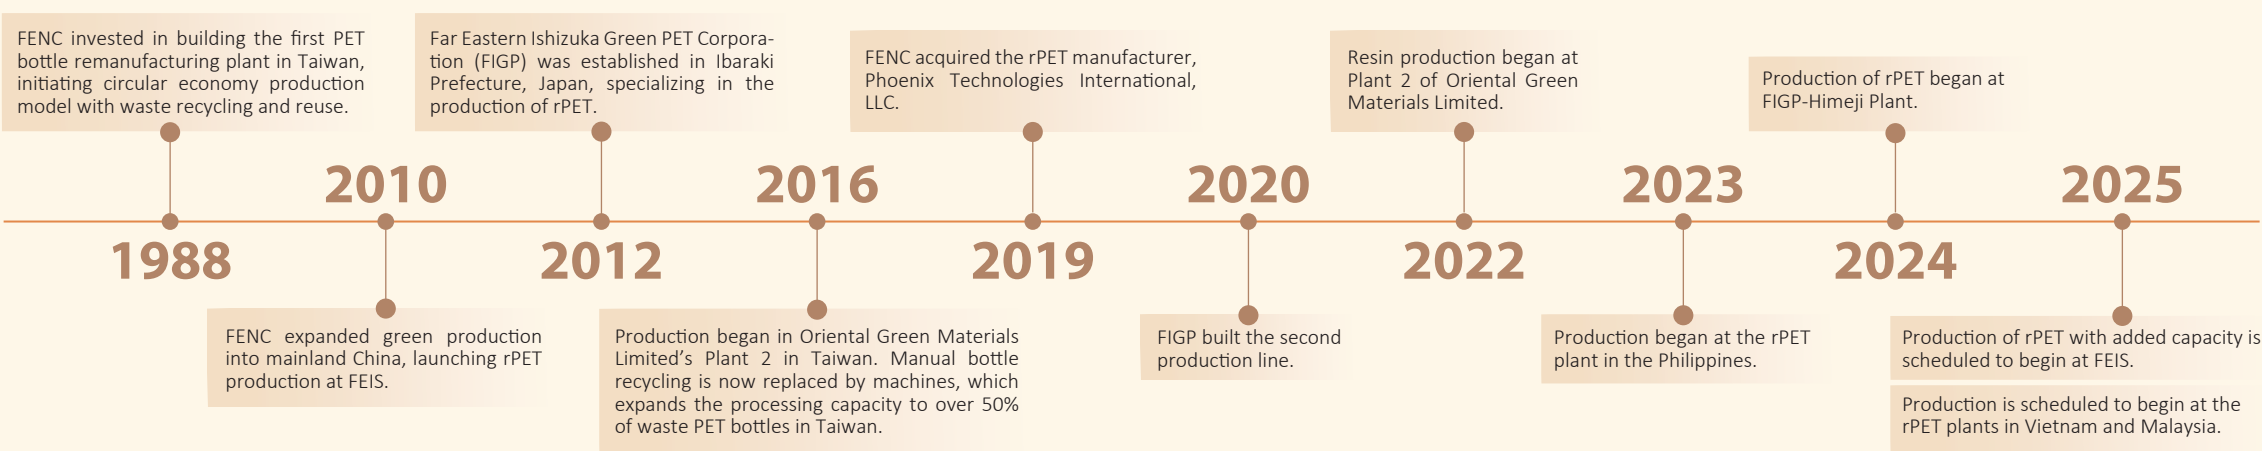 FENC invested in building the first PET
bottle remanufacturing plant in Taiwan,
initiating circular economy production
model with waste recycling and reuse.
1988
2010
FENC expanded green production
into mainland China, launching rPET
production at FEIS.
Far Eastern Ishizuka Green PET Corpora-
tion (FIGP) was established in Ibaraki
Prefecture, Japan, specializing in the
production of rPET.
2012
2016
Production began in Oriental Green Materials
Limited’s Plant 2 in Taiwan. Manual bottle
recycling is now replaced by machines, which
expands the processing capacity to over 50%
of waste PET bottles in Taiwan.
FENC acquired the rPET manufacturer,
Phoenix Technologies International,
LLC.
2019
2020
FIGP built the second
production line.
Resin production began at
Plant 2 of Oriental Green
Materials Limited.
2022
2023
Production began at the rPET
plant in the Philippines.
Production of rPET began at
FIGP-Himeji Plant.
2024
2025
Production of rPET with added capacity is
scheduled to begin at FEIS.
Production is scheduled to begin at the
rPET plants in Vietnam and Malaysia.